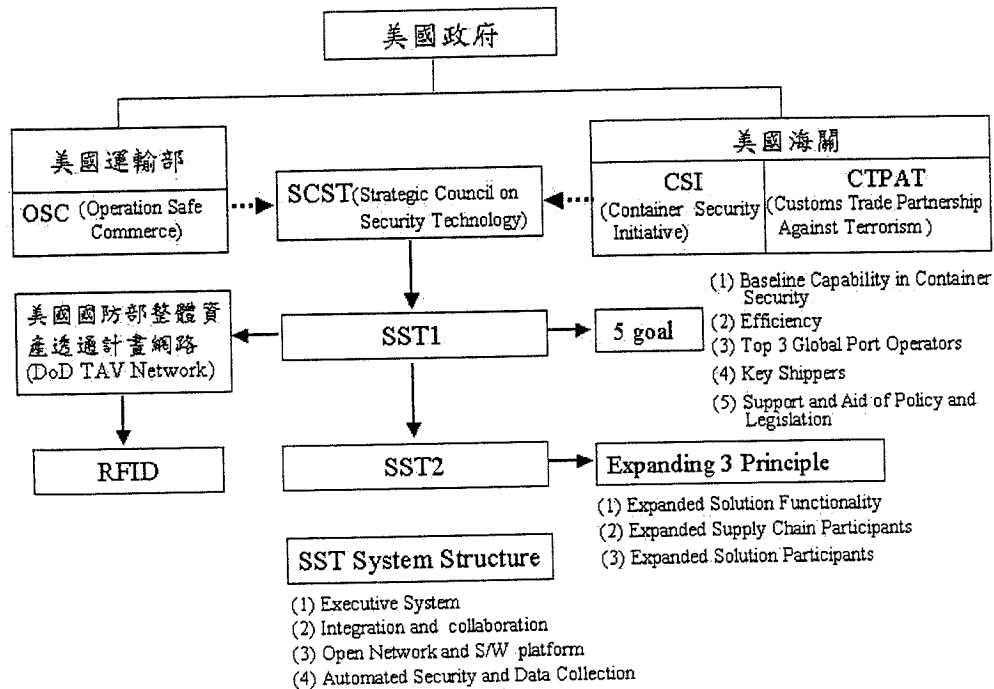 美國政府
美國運輸部
OSC (Operation Safe
Commerce)
SCST(Strategic Council on
Security Technology)
美國海關
CSI
(Container Security
Initiative)
CTPAT
(Customs Trade Partnership
Against Terrorism)
美國國防部整體資
產透通計畫網路
(DoD TAV Network)
SST1
5 goal
(1) Baseline Capability in Container
Security
(2) Efficiency
(3) Top 3 Global Port Operators
(4) Key Shippers
(5) Support and Aid of Policy and
Legislation
RFID
SST2
Expanding 3 Principle
(1) Expanded Solution Functionality
(2) Expanded Supply Chain Participants
(3) Expanded Solution Participants
SST System Structure
(1) Executive System
(2) Integration and collaboration
(3) Open Network and S/W platform
(4) Automated Security and Data Collection